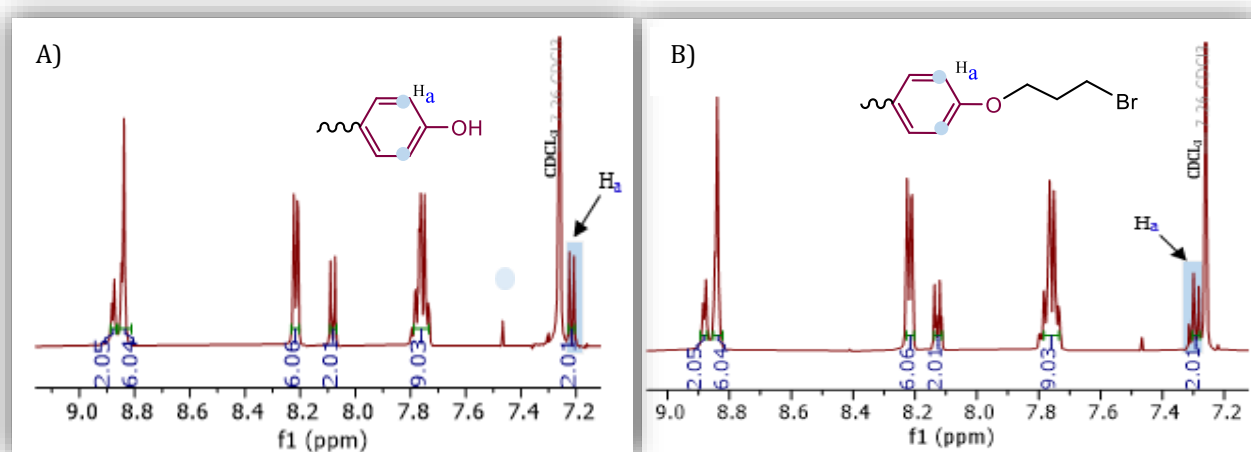 A)
Ha
OH
CDCL3 7.26 CDCl3
Ha
2.05
6.04
6.06
2.07
9.03
2.01
9.0 8.8 8.6 8.4 8.2 8.0 7.8 7.6 7.4 7.2
f1 (ppm)
B)
Ha
O
Br
CDCL3 7.26 CDCl3
Ha
2.05
6.04
6.06
2.01
9.03
2.01
9.0 8.8 8.6 8.4 8.2 8.0 7.8 7.6 7.4 7.2
f1 (ppm)